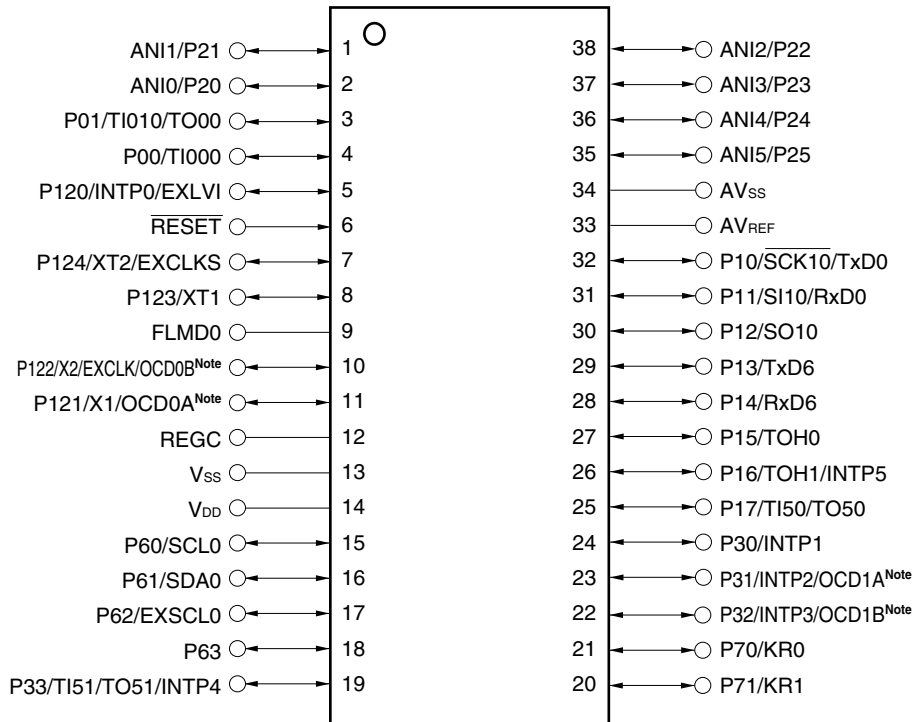 ANI1/P21 1 38 ANI2/P22
ANI0/P20 2 37 ANI3/P23
P01/TI010/TO00 3 36 ANI4/P24
P00/TI000 4 35 ANI5/P25
P120/INTP0/EXLVI 5 34 AVSS
RESET 6 33 AVREF
P124/XT2/EXCLKS 7 32 P10/SCK10/TxD0
P123/XT1 8 31 P11/SI10/RxD0
FLMD0 9 30 P12/SO10
P122/X2/EXCLK/OCD0BNote 10 29 P13/TxD6
P121/X1/OCD0ANote 11 28 P14/RxD6
REGC 12 27 P15/TOH0
VSS 13 26 P16/TOH1/INTP5
VDD 14 25 P17/TI50/TO50
P60/SCL0 15 24 P30/INTP1
P61/SDA0 16 23 P31/INTP2/OCD1ANote
P62/EXSCL0 17 22 P32/INTP3/OCD1BNote
P63 18 21 P70/KR0
P33/TI51/TO51/INTP4 19 20 P71/KR1